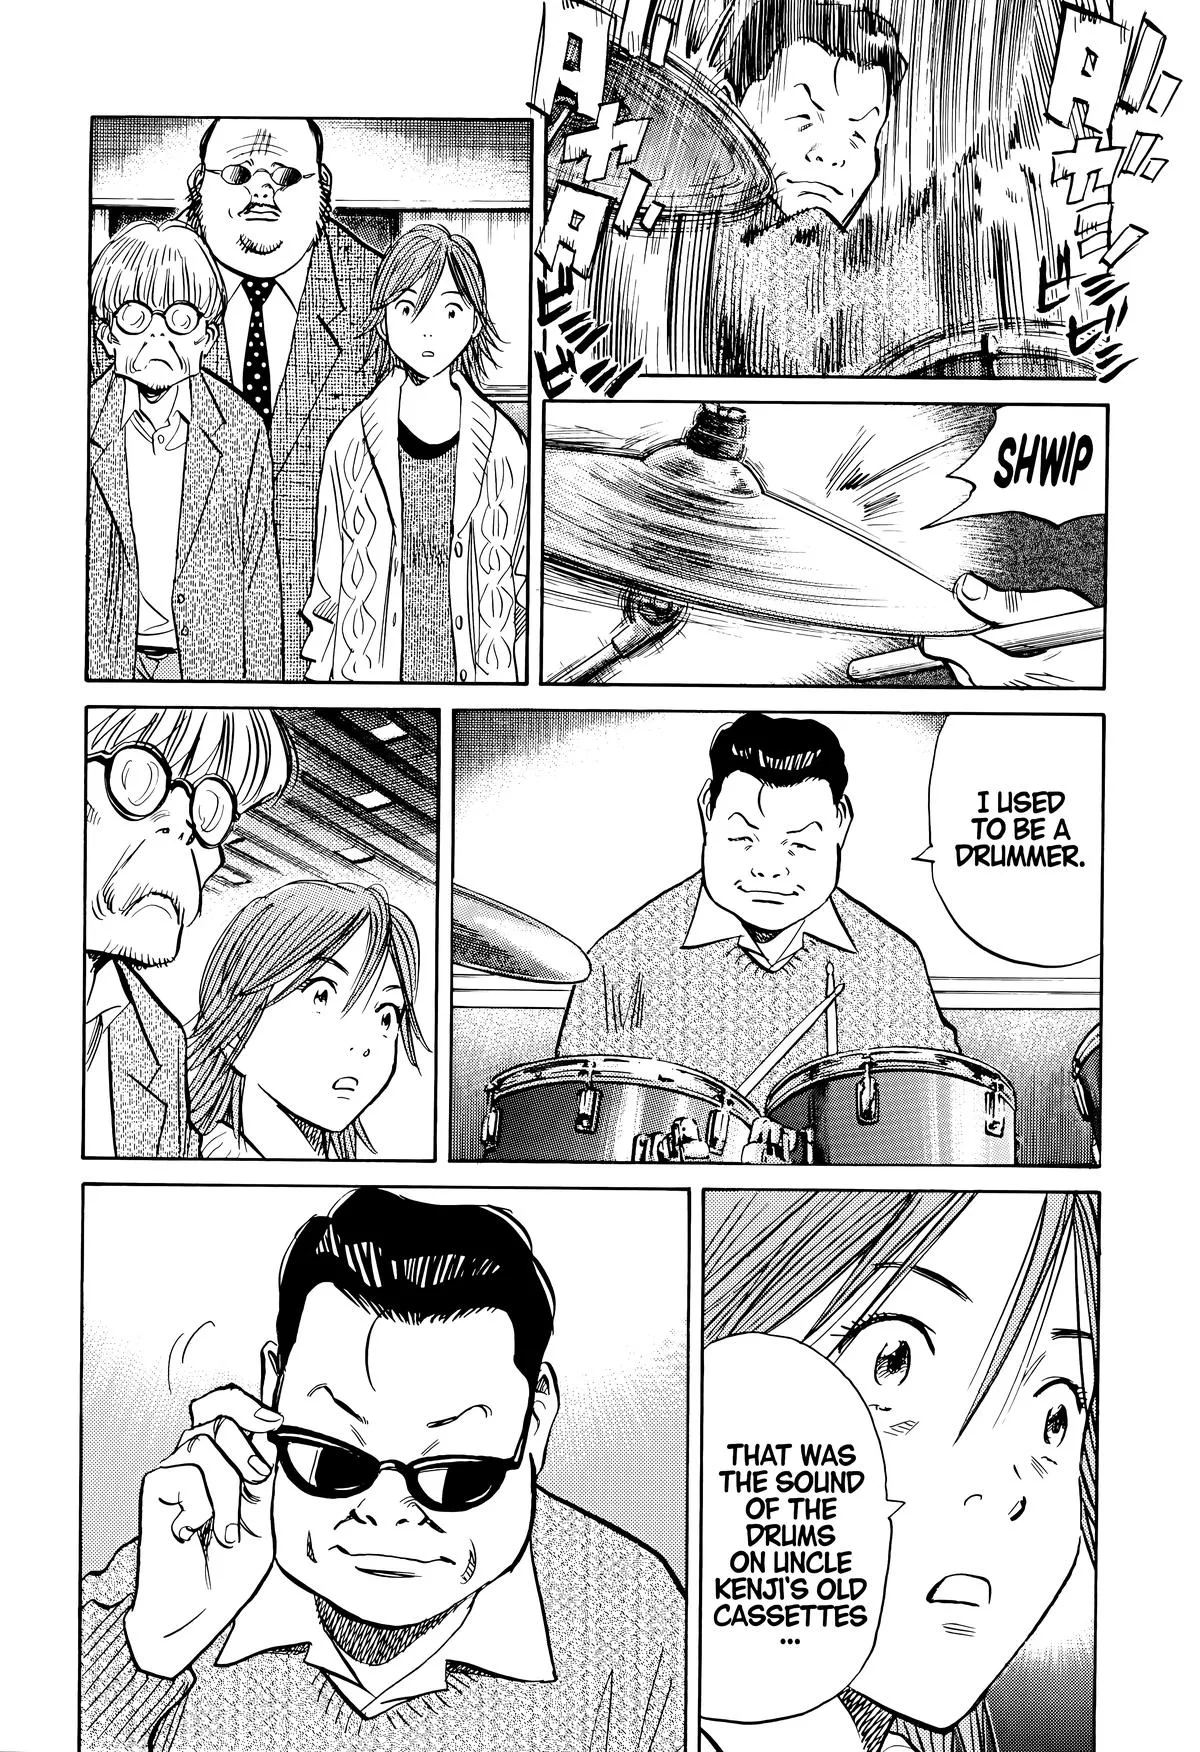 SHWIP
I USED
TO BE A
DRUMMER.
THAT WAS
THE SOUND
OF THE
DRUMS
ON UNCLE
KENJI'S OLD
CASSETTES
...